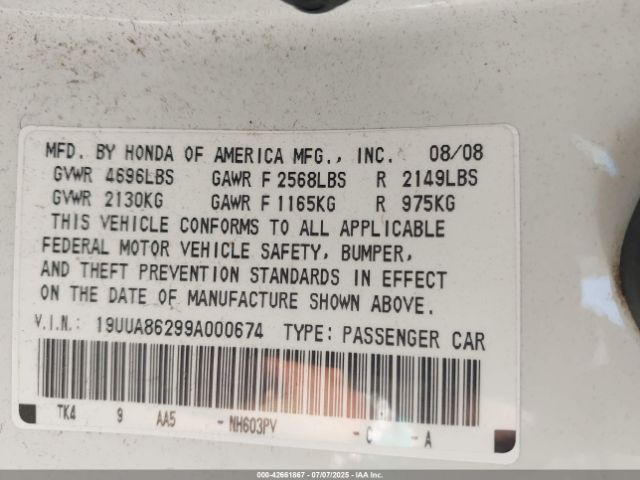 MFD. BY HONDA OF AMERICA MFG., INC. 08/08
GVWR 4696LBS GAWR F 2568LBS R 2149LBS
GVWR 2130KG GAWR F 1165KG R 975KG
THIS VEHICLE CONFORMS TO ALL APPLICABLE
FEDERAL MOTOR VEHICLE SAFETY, BUMPER,
AND THEFT PREVENTION STANDARDS IN EFFECT
ON THE DATE OF MANUFACTURE SHOWN ABOVE.
V.I.N.: 19UUA86299A000674 TYPE: PASSENGER CAR
TK4 9 AA5 - NH603PV - C - A
000-42661867 - 07/07/2025 - IAA Inc.